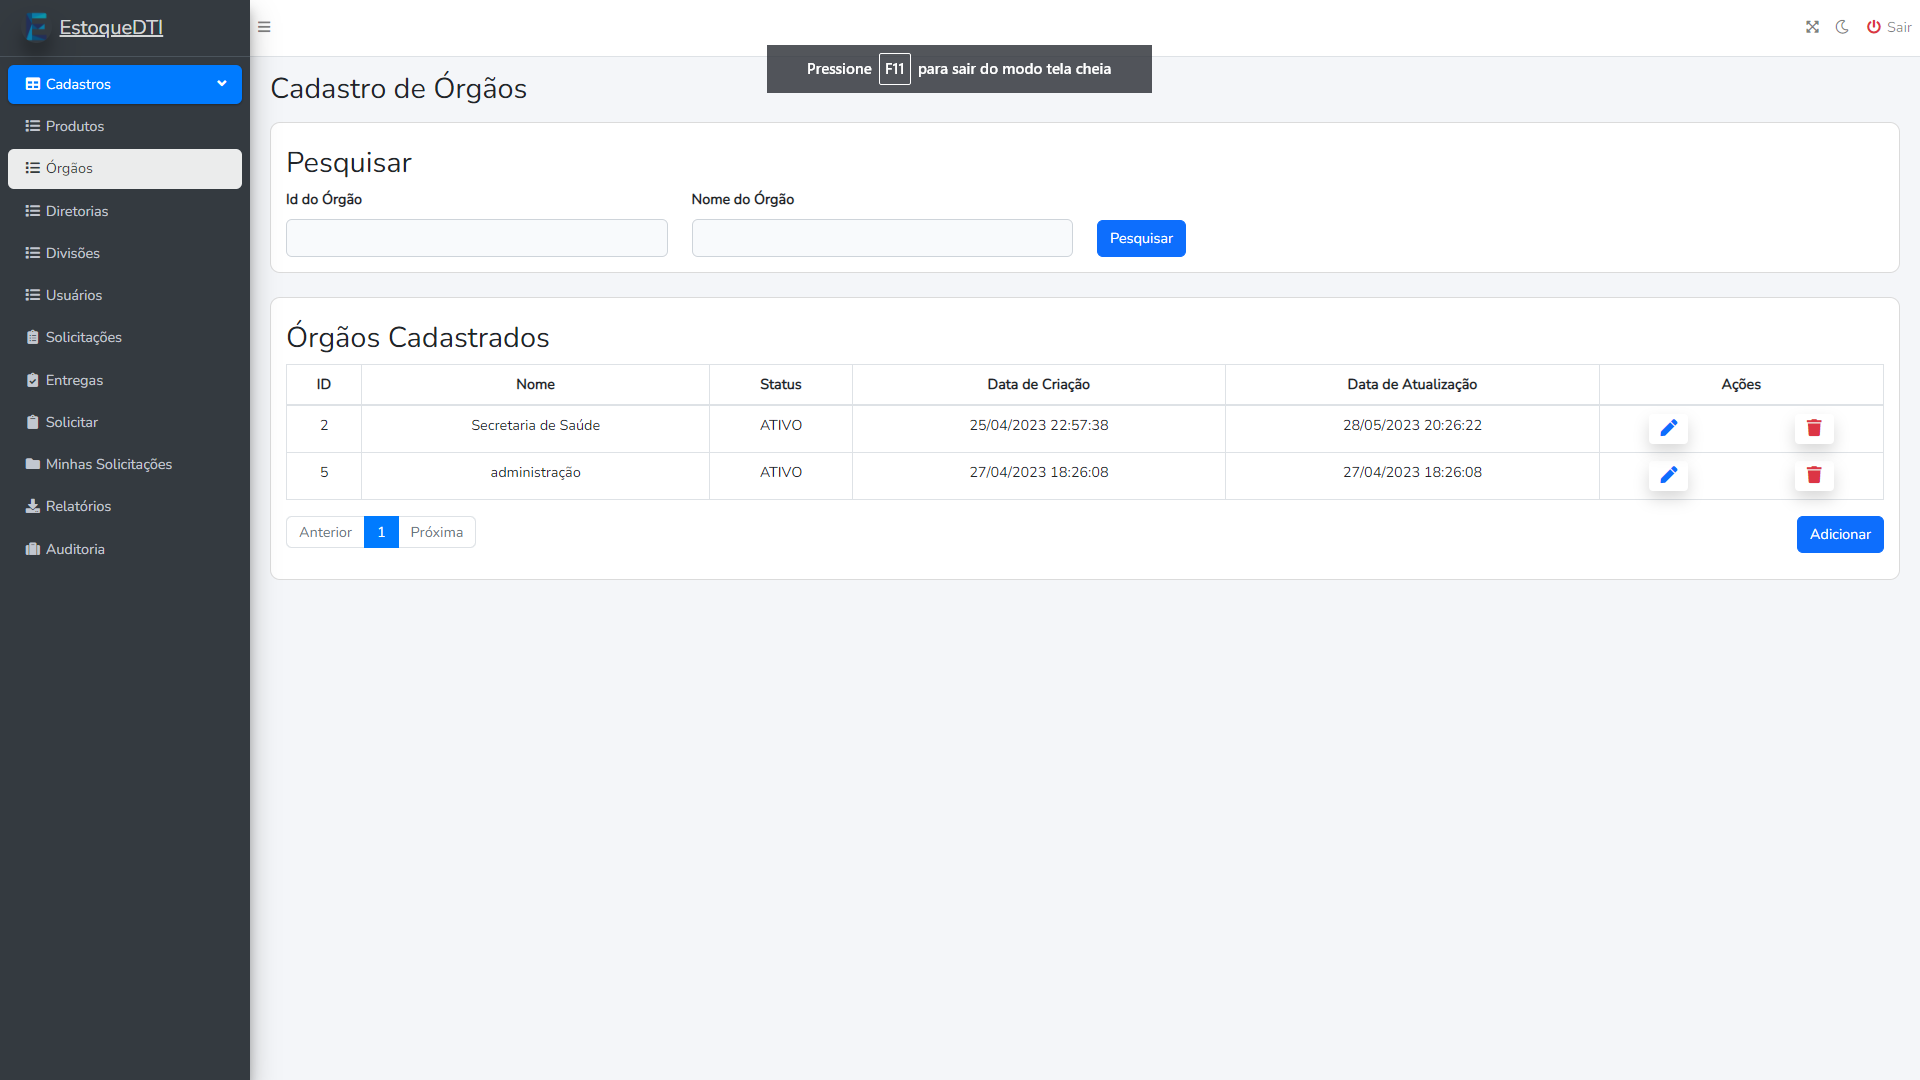 EstoqueDTI
Sair
Pressione F11 para sair do modo tela cheia
Cadastros
Produtos
Órgãos
Diretorias
Divisões
Usuários
Solicitações
Entregas
Solicitar
Minhas Solicitações
Relatórios
Auditoria
Cadastro de Órgãos
Pesquisar
Id do Órgão Nome do Órgão
Pesquisar
Órgãos Cadastrados
ID Nome Status Data de Criação Data de Atualização Ações
2 Secretaria de Saúde ATIVO 25/04/2023 22:57:38 28/05/2023 20:26:22
5 administração ATIVO 27/04/2023 18:26:08 27/04/2023 18:26:08
Anterior 1 Próxima Adicionar